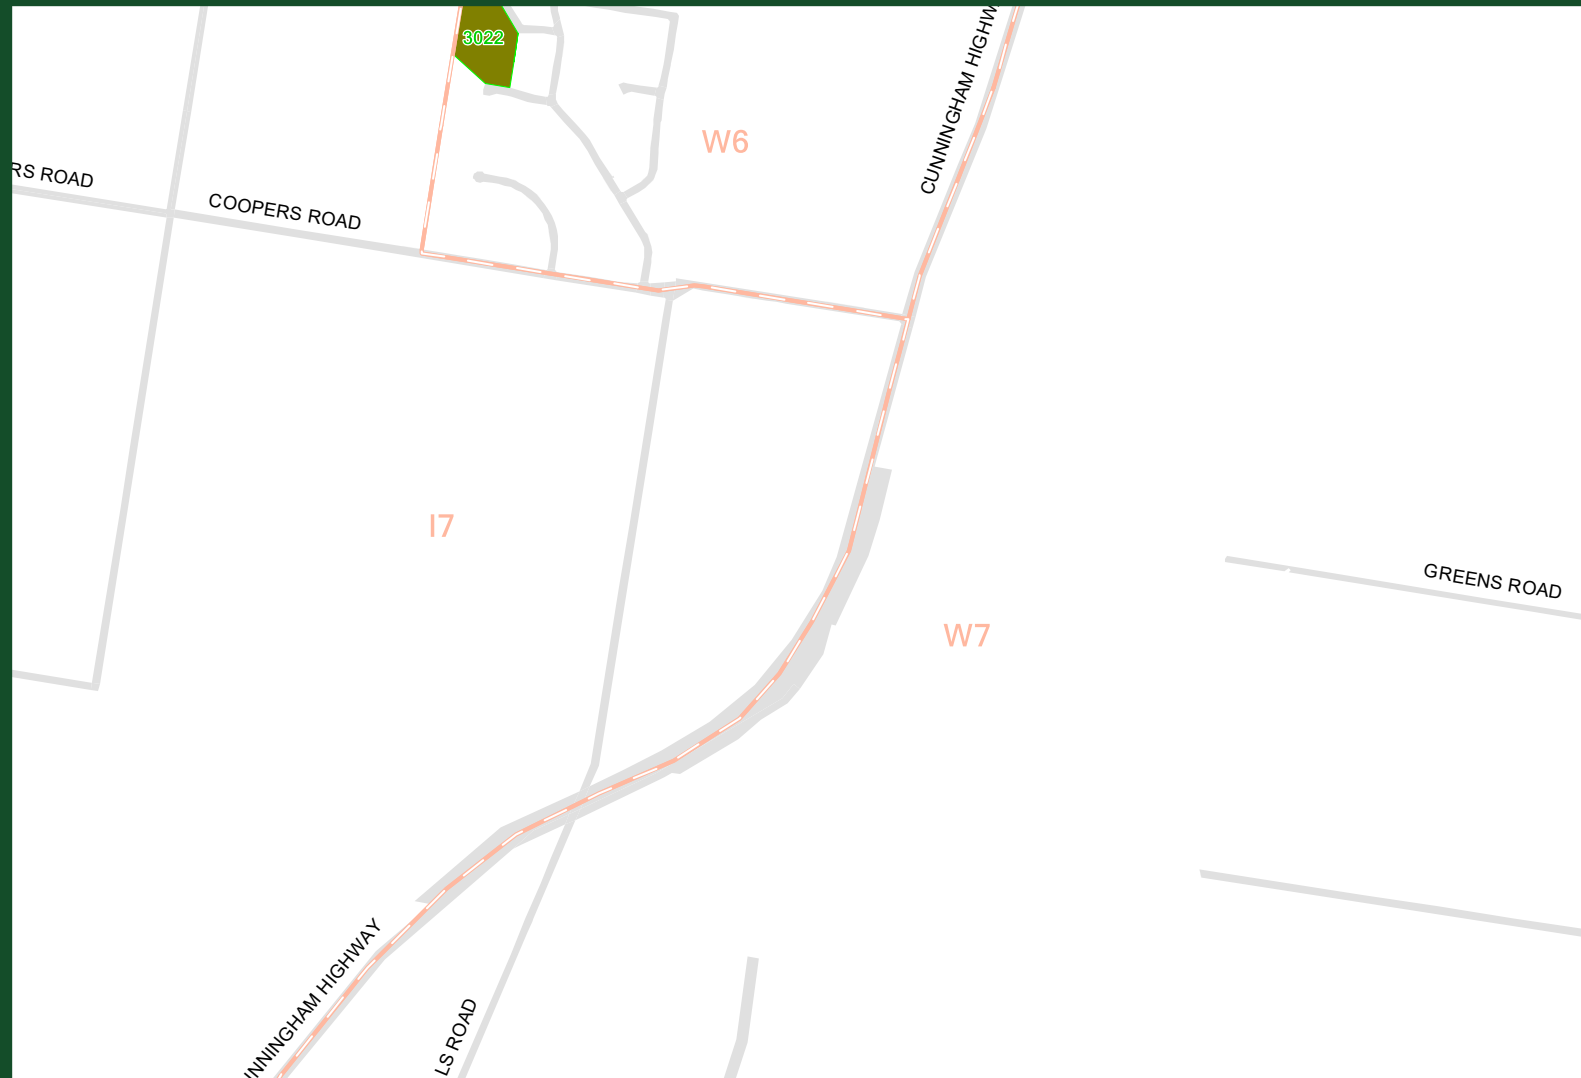 3022
CUNNINGHAM HIGHW
W6
RS ROAD
COOPERS ROAD
I7
GREENS ROAD
W7
NNINGHAM HIGHWAY
LS ROAD